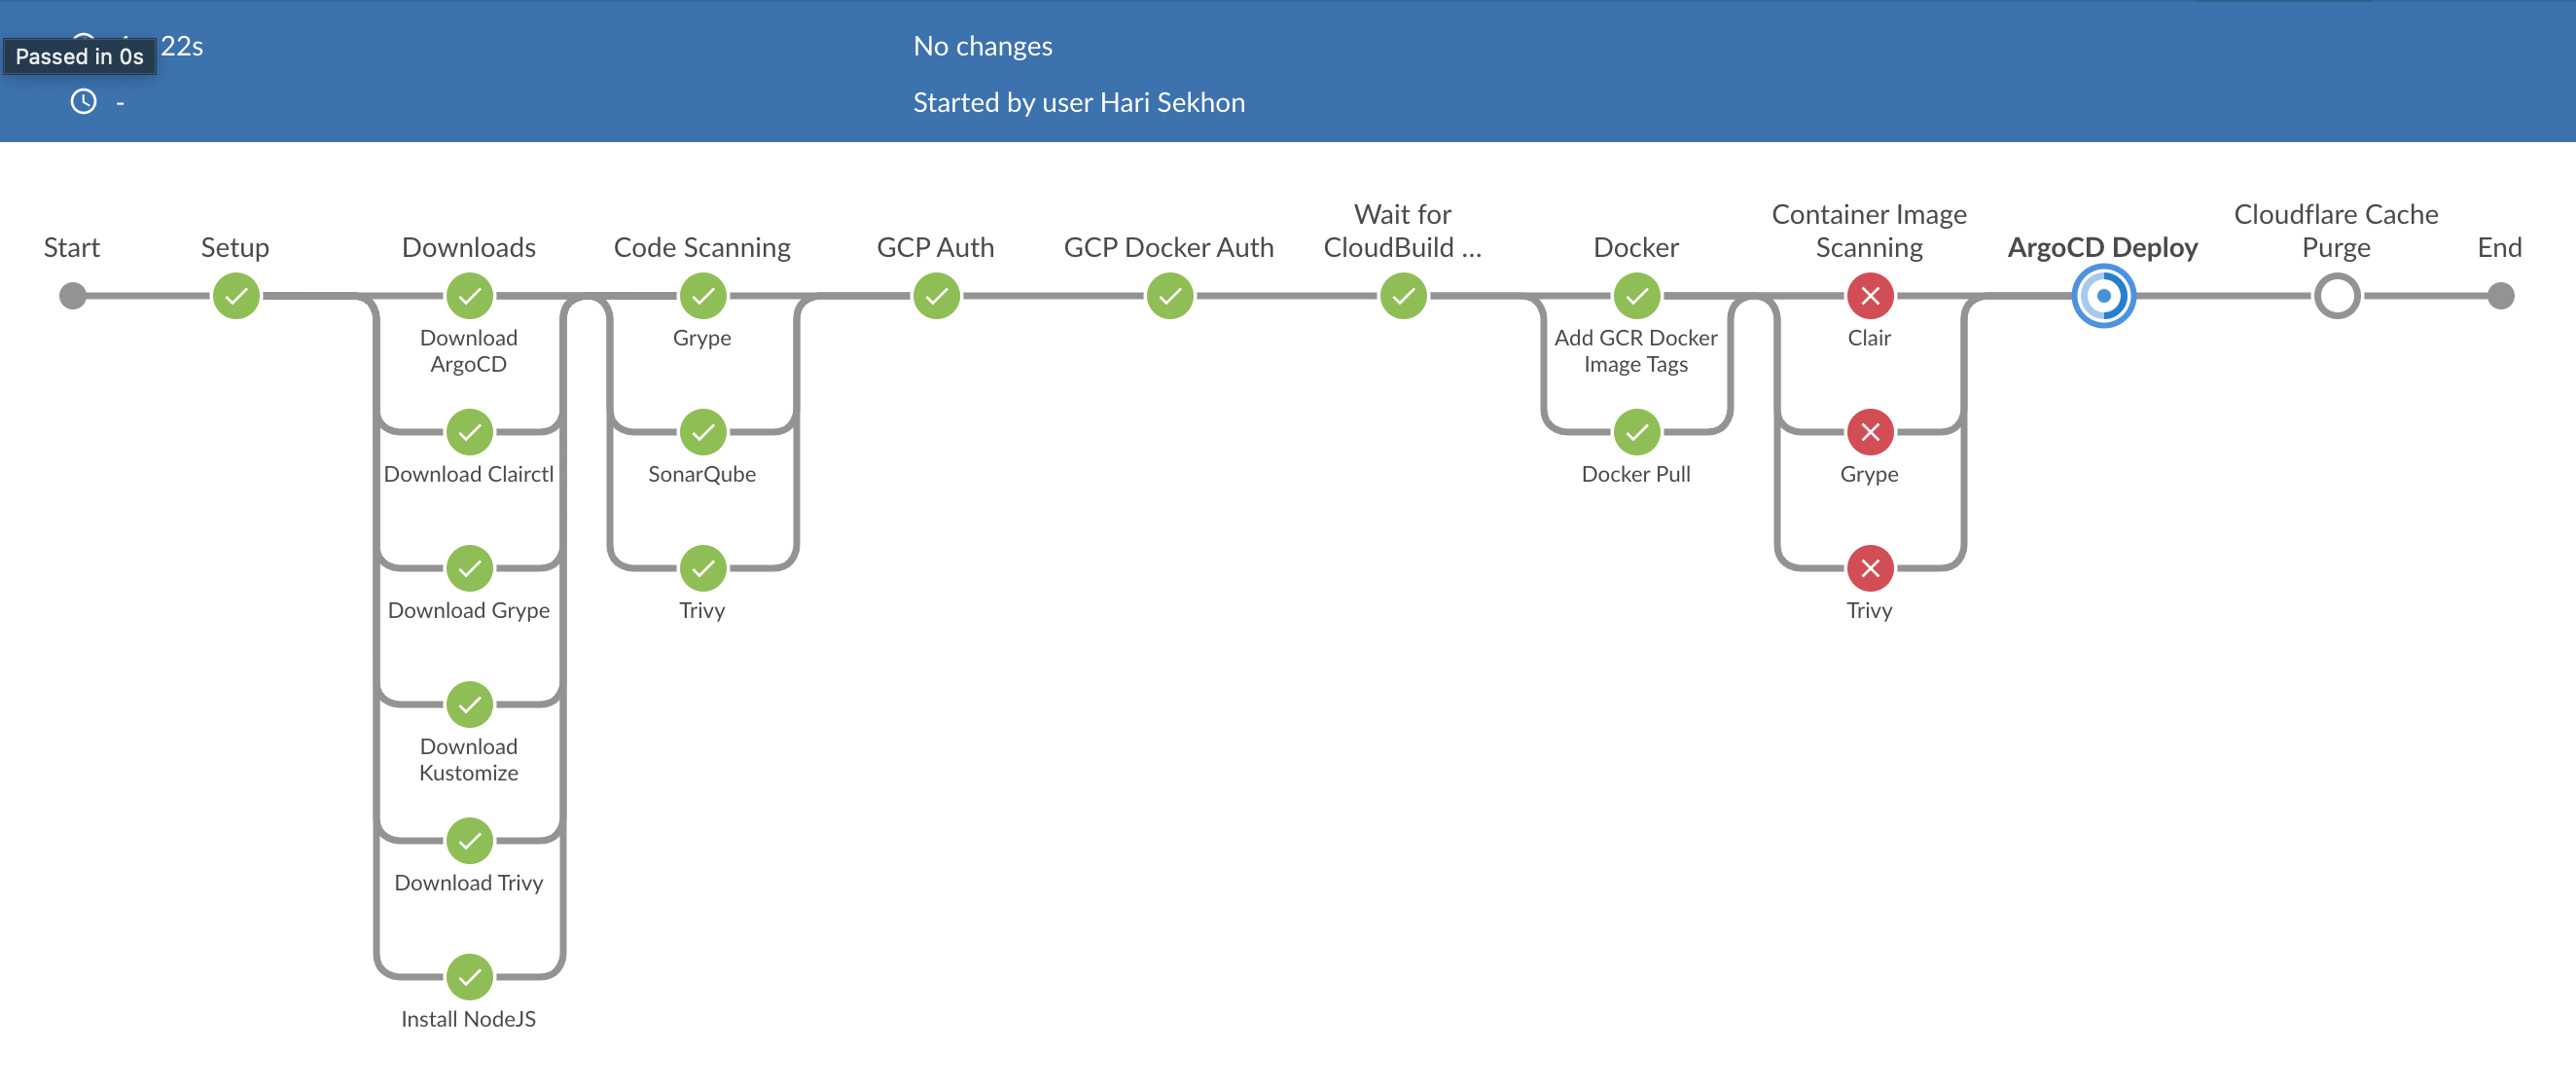 Passed in 0s
22s
-
No changes
Started by user Hari Sekhon
Start
Setup
Downloads
Code Scanning
GCP Auth
GCP Docker Auth
Wait for
CloudBuild ...
Docker
Container Image
Scanning
ArgoCD Deploy
Cloudflare Cache
Purge
End
Download
ArgoCD
Download Clairctl
Download Grype
Download
Kustomize
Download Trivy
Install NodeJS
Grype
SonarQube
Trivy
Add GCR Docker
Image Tags
Docker Pull
Clair
Grype
Trivy